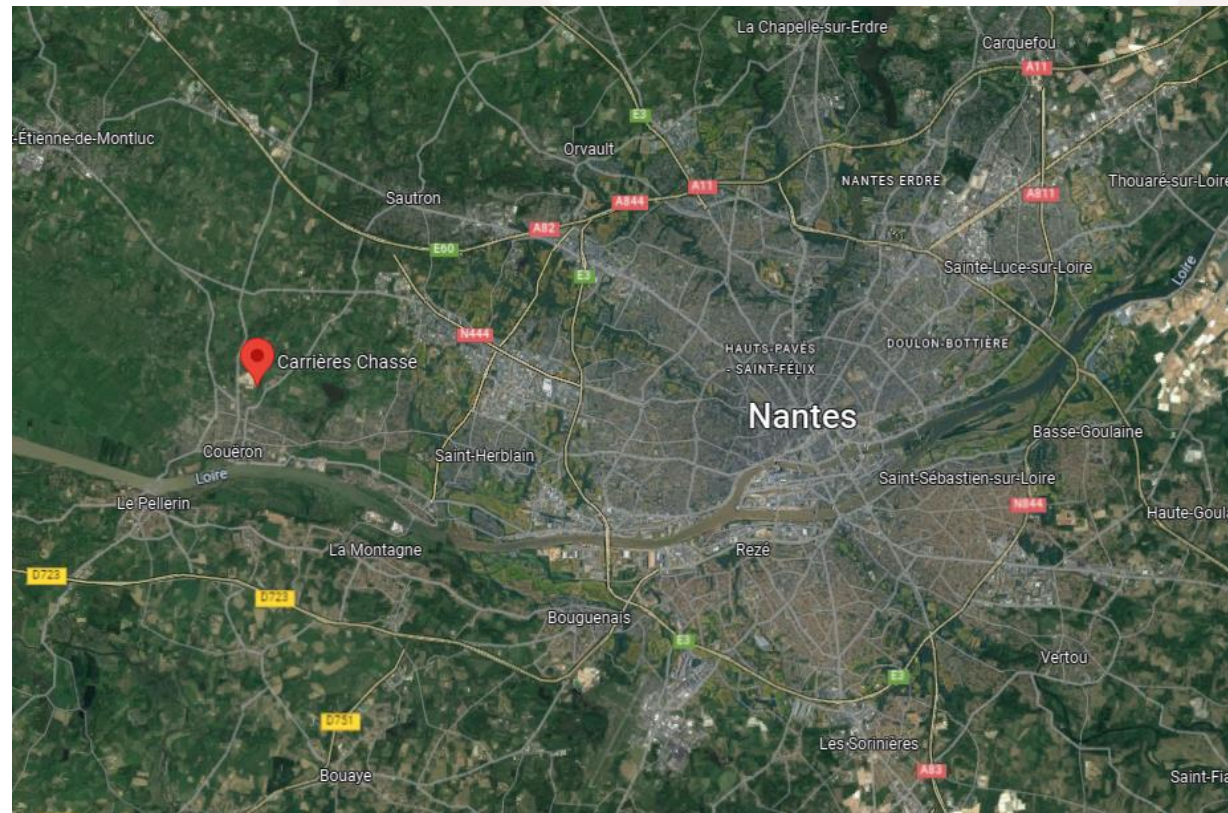 La Chapelle-sur-Erdre
Carquefou
A11
E3
-Étienne-de-Montluc
Orvault
NANTES ERDRE
A11
Thouaré-sur-Loire
Sautron
A844
A811
A82
E60
E3
Sainte-Luce-sur-Loire
Loire
N444
HAUTS-PAVÉS
- SAINT-FÉLIX
DOULON-BOTTIÈRE
Carrières Chasse
Nantes
Basse-Goulaine
Couëron
Saint-Herblain
Loire
Saint-Sébastien-sur-Loire
Le Pellerin
N844
Haute-Goula
La Montagne
Rezé
D723
D723
Bouguenais
E3
Vertou
E3
D751
Les Sorinières
Bouaye
A83
Saint-Fia